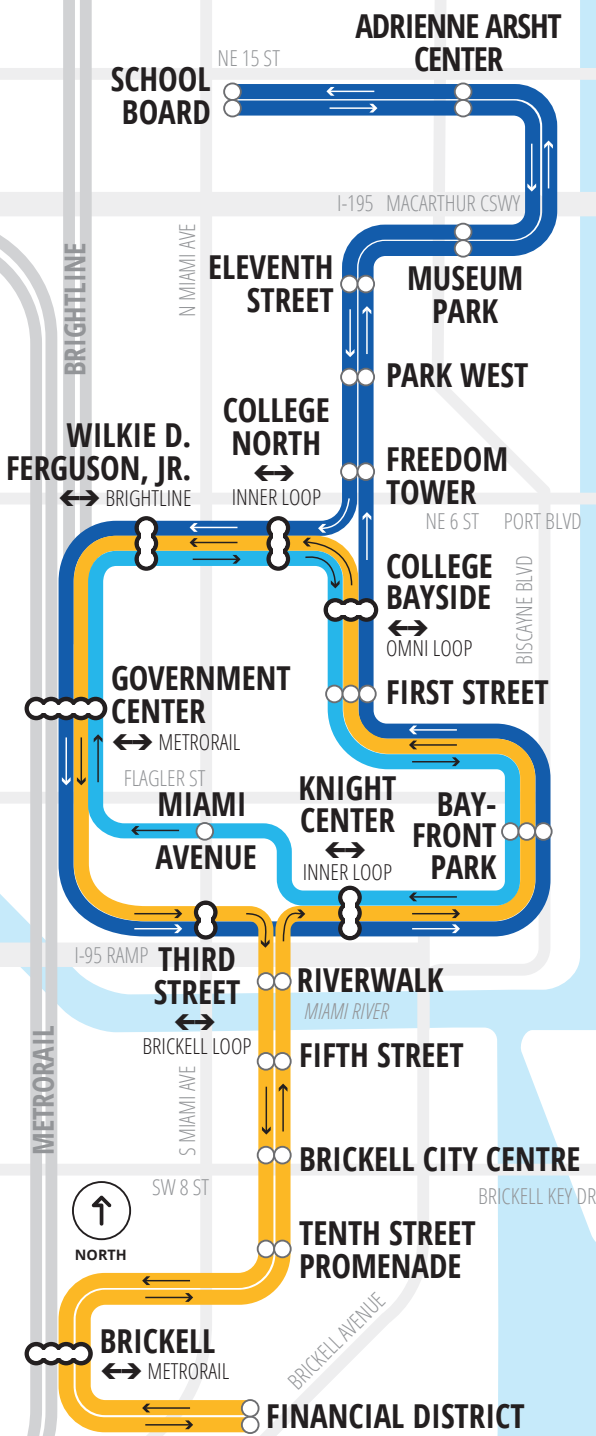 ADRIENNE ARSHT
CENTER
NE 15 ST
SCHOOL
BOARD
I-195 MACARTHUR CSWY
N MIAMI AVE
BRIGHTLINE
ELEVENTH
STREET
MUSEUM
PARK
PARK WEST
COLLEGE
NORTH
INNER LOOP
WILKIE D.
FERGUSON, JR.
BRIGHTLINE
FREEDOM
TOWER
NE 6 ST
PORT BLVD
COLLEGE
BAYSIDE
OMNI LOOP
BISCAYNE BLVD
GOVERNMENT
CENTER
METRORAIL
FIRST STREET
FLAGLER ST
MIAMI
AVENUE
KNIGHT
CENTER
INNER LOOP
BAY-
FRONT
PARK
I-95 RAMP
THIRD
STREET
BRICKELL LOOP
RIVERWALK
MIAMI RIVER
METRORAIL
S MIAMI AVE
FIFTH STREET
BRICKELL CITY CENTRE
SW 8 ST
BRICKELL KEY DR
NORTH
TENTH STREET
PROMENADE
BRICKELL AVENUE
BRICKELL
METRORAIL
FINANCIAL DISTRICT